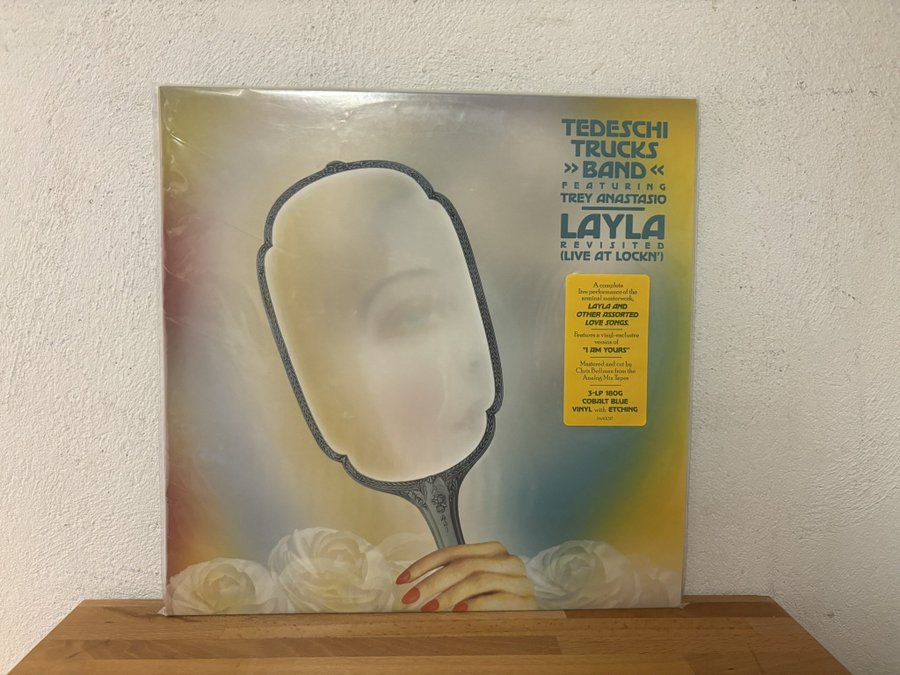 TEDESCHI
TRUCKS
»BAND«
FEATURING
TREY ANASTASIO
LAYLA
REVISITED
(LIVE AT LOCKN')
A complete
live performance of the
seminal masterwork,
LAYLA AND
OTHER ASSORTED
LOVE SONGS.
Features a vinyl-exclusive
version of
"I AM YOURS"
Mastered and cut by
Chris Bellman from the
Analog Mix Tapes
3-LP 180G
COBALT BLUE
VINYL with ETCHING